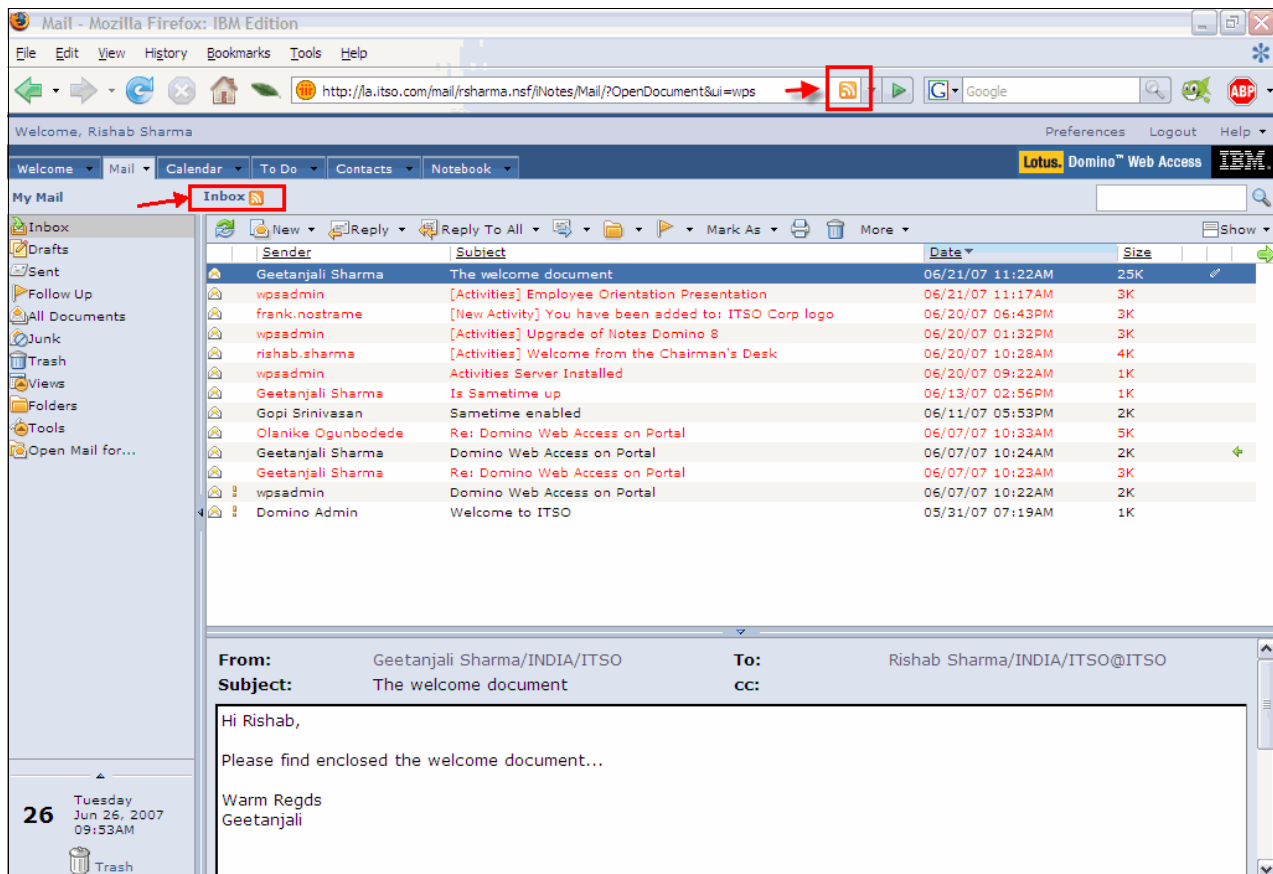 Mail - Mozilla Firefox: IBM Edition
File Edit View History Bookmarks Tools Help
http://la.itso.com/mail/rsharma.nsf/iNotes/Mail/?OpenDocument&ui=wps G Google ABP
Welcome, Rishab Sharma Preferences Logout Help
Welcome Mail Calendar To Do Contacts Notebook Lotus. Domino™ Web Access IBM.
My Mail Inbox
Inbox New Reply Reply To All Mark As More Show
Drafts Sender Subject Date Size
Sent Geetanjali Sharma The welcome document 06/21/07 11:22AM 25K
Follow Up wpsadmin [Activities] Employee Orientation Presentation 06/21/07 11:17AM 3K
All Documents frank.nostrame [New Activity] You have been added to: ITSO Corp logo 06/20/07 06:43PM 3K
Junk wpsadmin [Activities] Upgrade of Notes Domino 8 06/20/07 01:32PM 3K
Trash rishab.sharma [Activities] Welcome from the Chairman's Desk 06/20/07 10:28AM 4K
Views wpsadmin Activities Server Installed 06/20/07 09:22AM 1K
Folders Geetanjali Sharma Is Sametime up 06/13/07 02:56PM 1K
Tools Gopi Srinivasan Sametime enabled 06/11/07 05:53PM 2K
Open Mail for... Olanike Ogunbodede Re: Domino Web Access on Portal 06/07/07 10:33AM 5K
Geetanjali Sharma Domino Web Access on Portal 06/07/07 10:24AM 2K
Geetanjali Sharma Re: Domino Web Access on Portal 06/07/07 10:23AM 3K
wpsadmin Domino Web Access on Portal 06/07/07 10:22AM 2K
Domino Admin Welcome to ITSO 05/31/07 07:19AM 1K
From: Geetanjali Sharma/INDIA/ITSO To: Rishab Sharma/INDIA/ITSO@ITSO
Subject: The welcome document cc:
Hi Rishab,
Please find enclosed the welcome document...
Warm Regds
Geetanjali
26 Tuesday
Jun 26, 2007
09:53AM
Trash